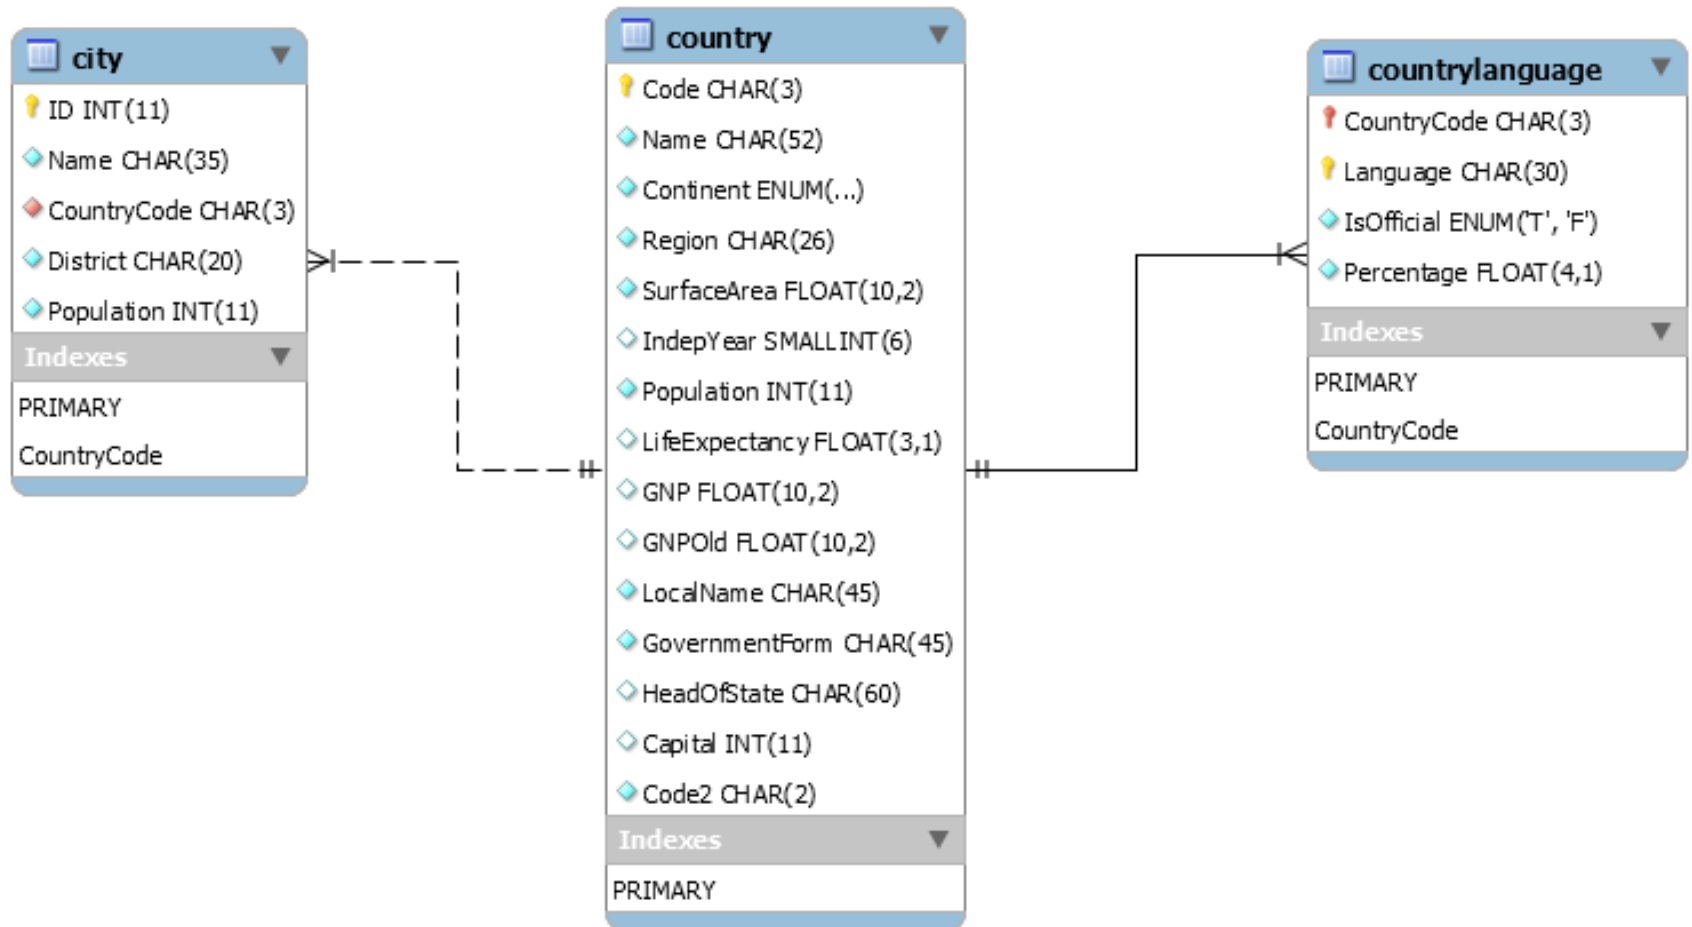 city
ID INT(11)
Name CHAR(35)
CountryCode CHAR(3)
District CHAR(20)
Population INT(11)
Indexes
PRIMARY
CountryCode
country
Code CHAR(3)
Name CHAR(52)
Continent ENUM(...)
Region CHAR(26)
SurfaceArea FLOAT(10,2)
IndepYear SMALLINT(6)
Population INT(11)
LifeExpectancy FLOAT(3,1)
GNP FLOAT(10,2)
GNPOld FLOAT(10,2)
LocalName CHAR(45)
GovernmentForm CHAR(45)
HeadOfState CHAR(60)
Capital INT(11)
Code2 CHAR(2)
Indexes
PRIMARY
countrylanguage
CountryCode CHAR(3)
Language CHAR(30)
IsOfficial ENUM('T', 'F')
Percentage FLOAT(4,1)
Indexes
PRIMARY
CountryCode